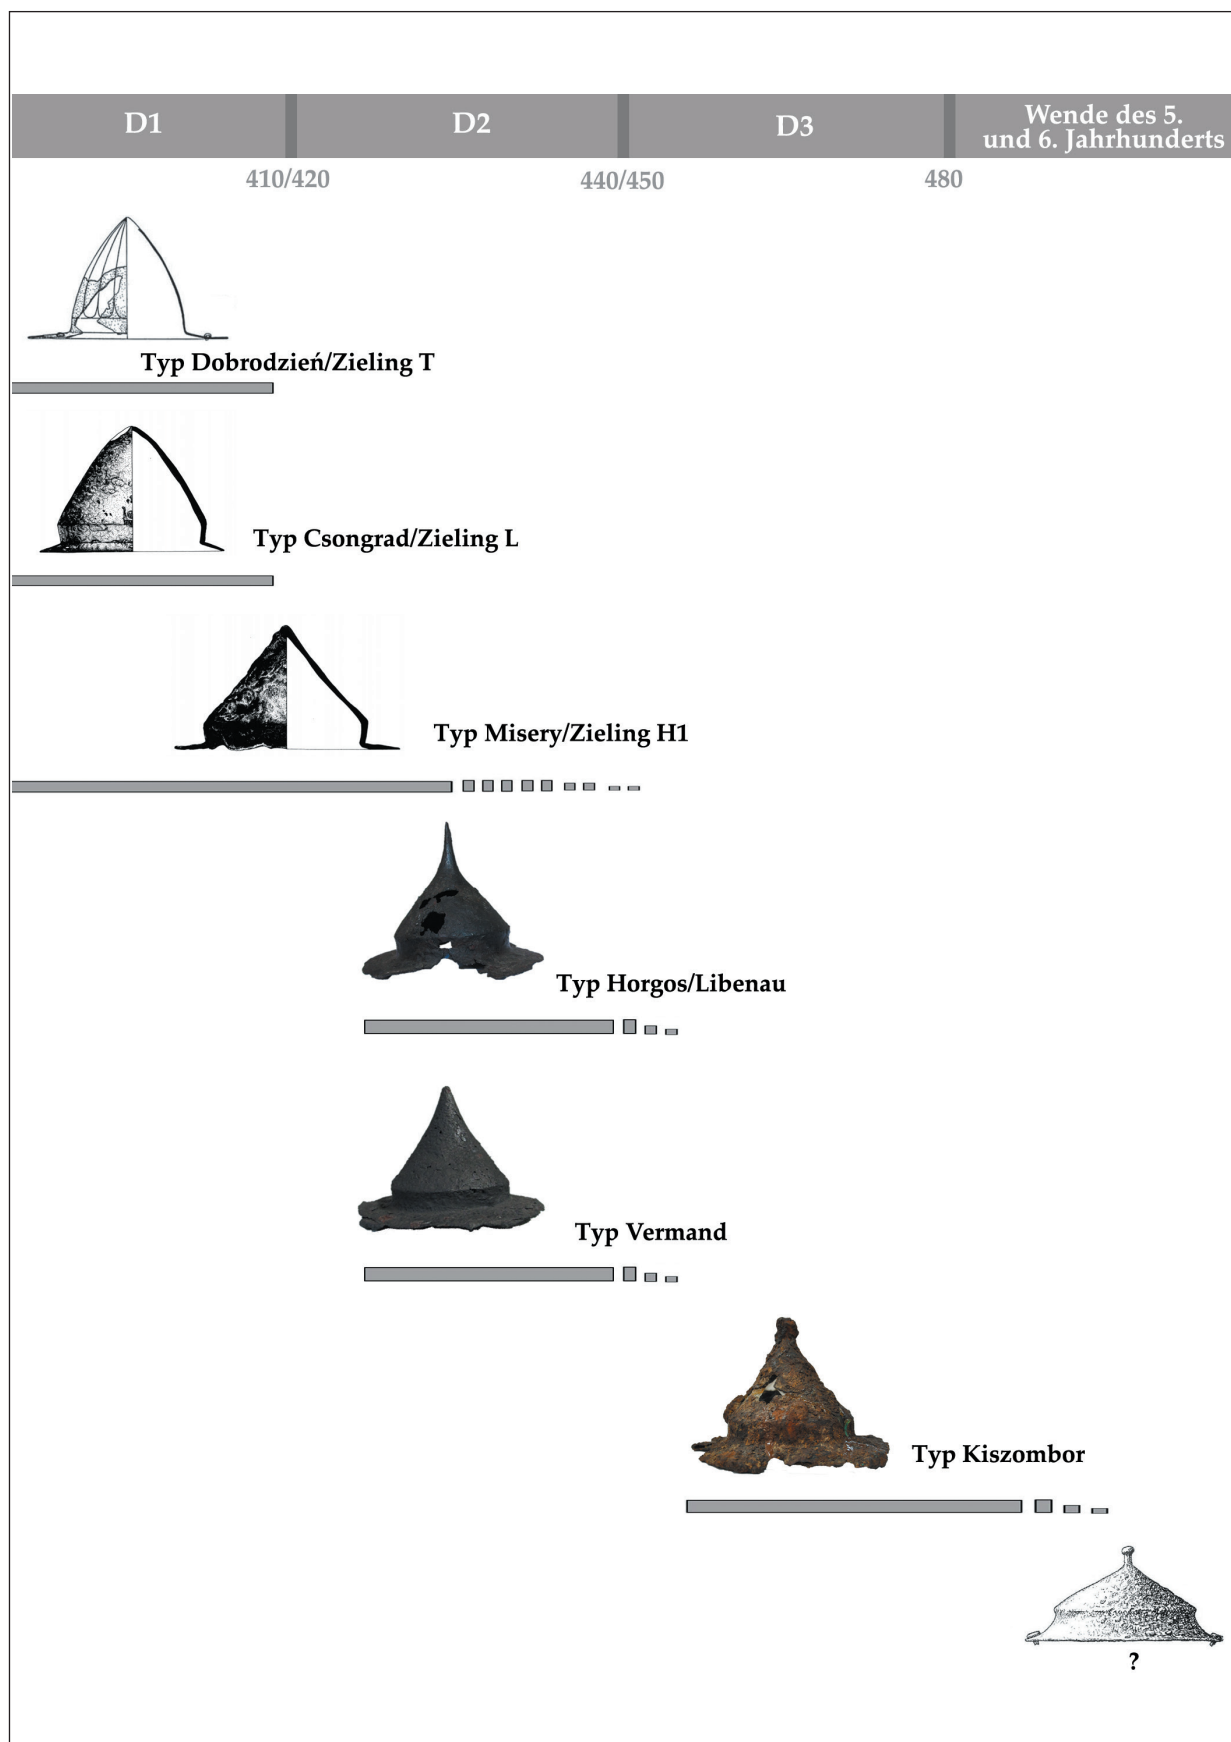 D1
D2
D3
Wende des 5.
und 6. Jahrhunderts
410/420
440/450
480
Typ Dobrodzień/Zieling T
Typ Csongrad/Zieling L
Typ Misery/Zieling H1
Typ Horgos/Libenau
Typ Vermand
Typ Kiszombor
?